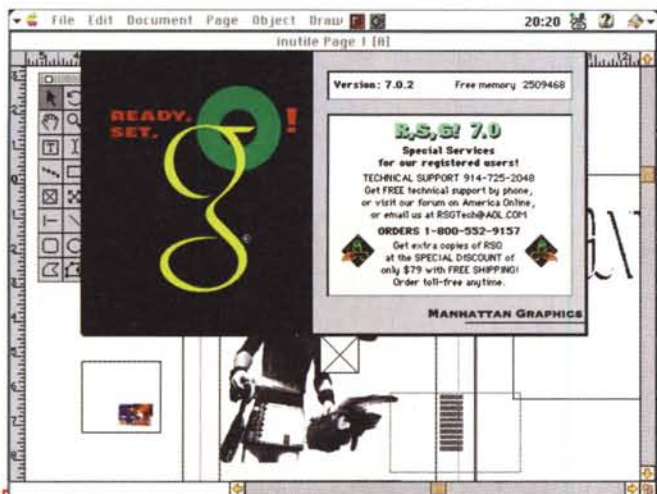 File Edit Document Page Object Draw 20:20
inutile Page 1 [A]
READY.
SET.
g!
®
Version: 7.0.2 Free memory 2509468
R,S,G! 7.0
Special Services
for our registered users!
TECHNICAL SUPPORT 914-725-2048
Get FREE technical support by phone,
or visit our forum on America Online,
or email us at RSGTech@AOL.COM
ORDERS 1-800-552-9157
Get extra copies of RSG
at the SPECIAL DISCOUNT of
only $79 with FREE SHIPPING!
Order toll-free anytime.
MANHATTAN GRAPHICS